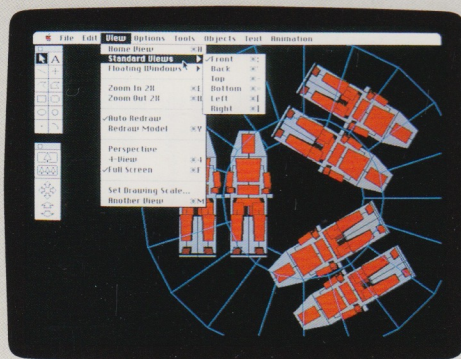 File Edit View Options Tools Objects Text Animation
Home View ⌘H
Standard Views
Floating Windows
Zoom In 2X
Zoom Out 2X
Auto Redraw
Redraw Model ⌘Y
Perspective
4-View
Full Screen ⌘F
Set Drawing Scale...
Another View ⌘M
Front
Back
Top
Bottom
Left ⌘[
Right ⌘]
A